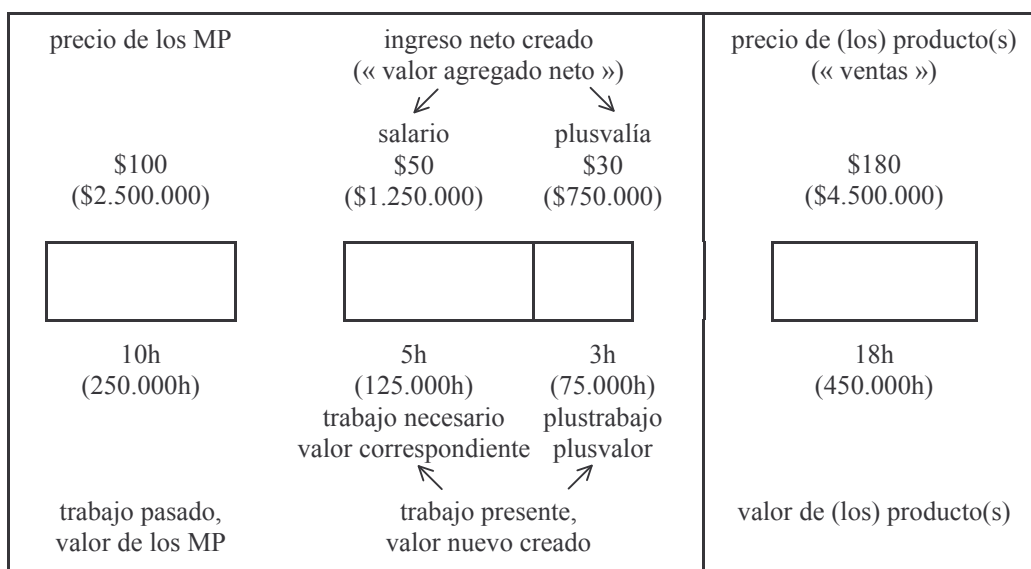 precio de los MP
ingreso neto creado
(« valor agregado neto »)
precio de (los) producto(s)
(« ventas »)
salario
plusvalía
$100
($2.500.000)
$50
($1.250.000)
$30
($750.000)
$180
($4.500.000)
10h
(250.000h)
5h
(125.000h)
trabajo necesario
valor correspondiente
3h
(75.000h)
plustrabajo
plusvalor
18h
(450.000h)
trabajo pasado,
valor de los MP
trabajo presente,
valor nuevo creado
valor de (los) producto(s)